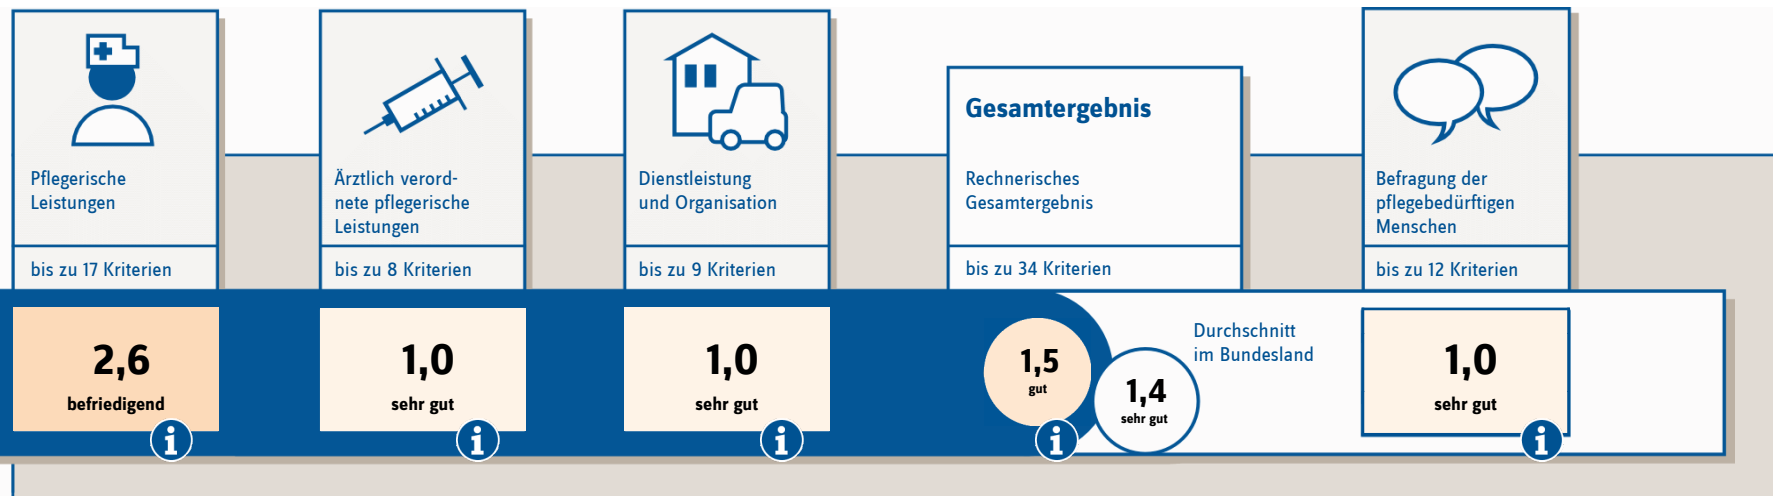 Pflegerische
Leistungen
bis zu 17 Kriterien
2,6
befriedigend
i
Ärztlich verord-
nete pflegerische
Leistungen
bis zu 8 Kriterien
1,0
sehr gut
i
Dienstleistung
und Organisation
bis zu 9 Kriterien
1,0
sehr gut
i
Gesamtergebnis
Rechnerisches
Gesamtergebnis
bis zu 34 Kriterien
1,5
gut
i
Durchschnitt
im Bundesland
1,4
sehr gut
Befragung der
pflegebedürftigen
Menschen
bis zu 12 Kriterien
1,0
sehr gut
i